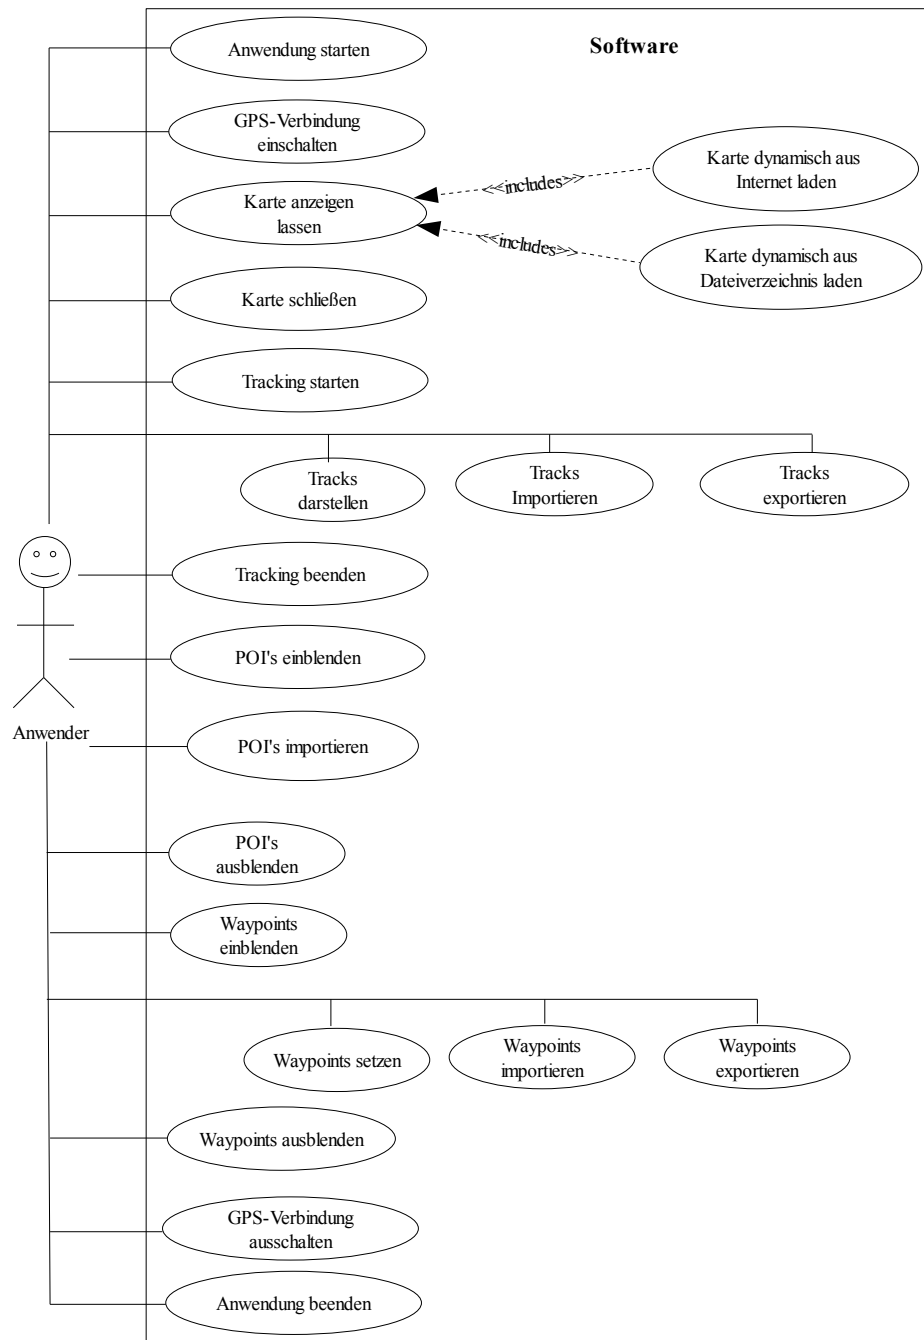 Software
Anwendung starten
GPS-Verbindung
einschalten
Karte dynamisch aus
Internet laden
<<includes>>
Karte anzeigen
lassen
<<includes>>
Karte dynamisch aus
Dateiverzeichnis laden
Karte schließen
Tracking starten
Tracks
darstellen
Tracks
Importieren
Tracks
exportieren
Tracking beenden
POI's einblenden
Anwender
POI's importieren
POI's
ausblenden
Waypoints
einblenden
Waypoints setzen
Waypoints
importieren
Waypoints
exportieren
Waypoints ausblenden
GPS-Verbindung
ausschalten
Anwendung beenden